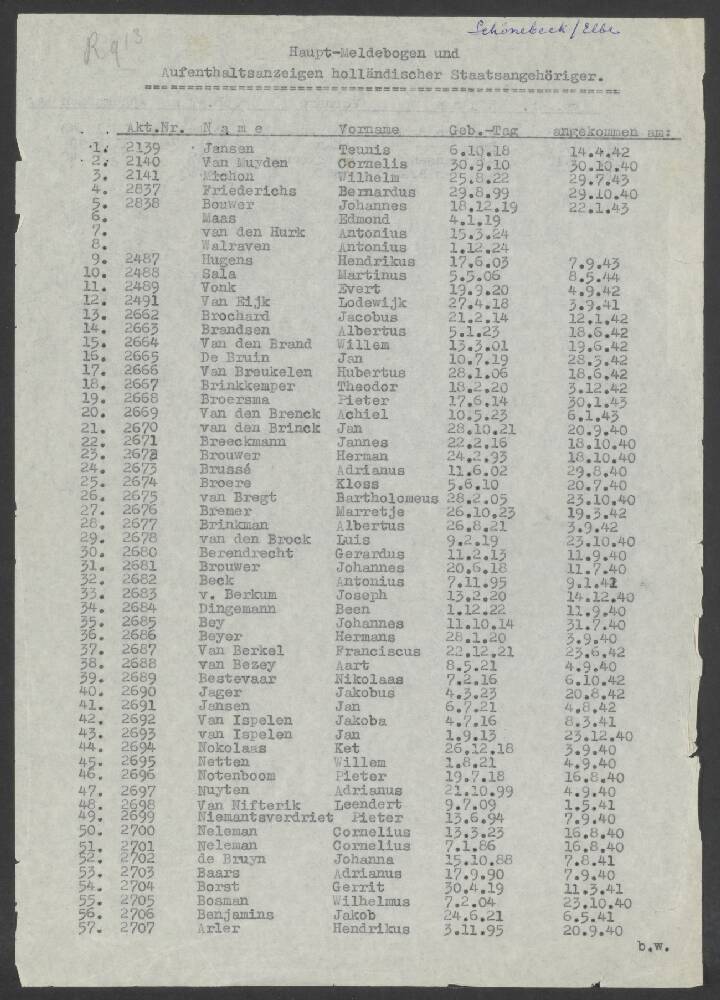 Schönebeck/Elbe
R 913
Haupt-Meldebogen und
Aufenthaltsanzeigen holländischer Staatsangehöriger.
Akt.Nr. N a m e Vorname Geb.-Tag angekommen am:
1. 2139 Jansen Teunis 6.10.18 14.4.42
2. 2140 Van Muyden Cornelis 30.9.10 30.10.40
3. 2141 Michon Wilhelm 25.8.22 29.7.43
4. 2837 Friederichs Bernardus 29.8.99 29.10.40
5. 2838 Bouwer Johannes 18.12.19 22.1.43
6. Maas Edmond 4.1.19
7. van den Hurk Antonius 15.3.24
8. Walraven Antonius 1.12.24
9. 2487 Hugens Hendrikus 17.6.03 7.9.43
10. 2488 Sala Martinus 5.5.06 8.5.44
11. 2489 Vonk Evert 19.9.20 4.9.42
12. 2491 Van Eijk Lodewijk 27.4.18 3.9.41
13. 2662 Brochard Jacobus 21.2.14 12.1.42
14. 2663 Brandsen Albertus 5.1.23 18.6.42
15. 2664 Van den Brand Willem 13.3.01 19.6.42
16. 2665 De Bruin Jan 10.7.19 28.5.42
17. 2666 Van Breukelen Hubertus 28.1.06 18.6.42
18. 2667 Brinkkemper Theodor 18.2.20 3.12.42
19. 2668 Broersma Pieter 17.6.14 30.1.43
20. 2669 Van den Brenck Achiel 10.5.23 6.1.43
21. 2670 van den Brinck Jan 28.10.21 20.9.40
22. 2671 Breeckmann Jannes 22.2.16 18.10.40
23. 2672 Brouwer Herman 24.2.93 18.10.40
24. 2673 Brussé Adrianus 11.6.02 29.8.40
25. 2674 Broere Kloss 5.6.10 20.7.40
26. 2675 van Bregt Bartholomeus 28.2.05 23.10.40
27. 2676 Bremer Marretje 26.10.23 19.3.42
28. 2677 Brinkman Albertus 26.8.21 3.9.42
29. 2678 van den Brock Luis 9.2.19 23.10.40
30. 2680 Berendrecht Gerardus 11.2.13 11.9.40
31. 2681 Brouwer Johannes 20.6.18 11.7.40
32. 2682 Beck Antonius 7.11.95 9.1.42
33. 2683 v. Berkum Joseph 13.2.20 14.12.40
34. 2684 Dingemann Been 1.12.22 11.9.40
35. 2685 Bey Johannes 11.10.14 31.7.40
36. 2686 Beyer Hermans 28.1.20 3.9.40
37. 2687 Van Berkel Franciscus 22.12.21 23.6.42
38. 2688 van Bezey Aart 8.5.21 4.9.40
39. 2689 Bestevaar Nikolaas 7.2.16 6.10.42
40. 2690 Jager Jakobus 4.3.23 20.8.42
41. 2691 Jansen Jan 6.7.21 4.8.42
42. 2692 Van Ispelen Jakoba 4.7.16 8.3.41
43. 2693 van Ispelen Jan 1.9.13 23.12.40
44. 2694 Nokolaas Ket 26.12.18 3.9.40
45. 2695 Netten Willem 1.8.21 4.9.40
46. 2696 Notenboom Pieter 19.7.18 16.8.40
47. 2697 Nuyten Adrianus 21.10.99 4.9.40
48. 2698 Van Nifterik Leendert 9.7.09 1.5.41
49. 2699 Niemantsverdriet Pieter 13.6.94 7.9.40
50. 2700 Neleman Cornelius 13.3.23 16.8.40
51. 2701 Neleman Cornelius 7.1.86 16.8.40
52. 2702 de Bruyn Johanna 15.10.88 7.8.41
53. 2703 Baars Adrianus 17.9.90 7.9.40
54. 2704 Borst Gerrit 30.4.19 11.3.41
55. 2705 Bosman Wilhelmus 7.2.04 23.10.40
56. 2706 Benjamins Jakob 24.6.21 6.5.41
57. 2707 Arler Hendrikus 3.11.95 20.9.40
b.w.